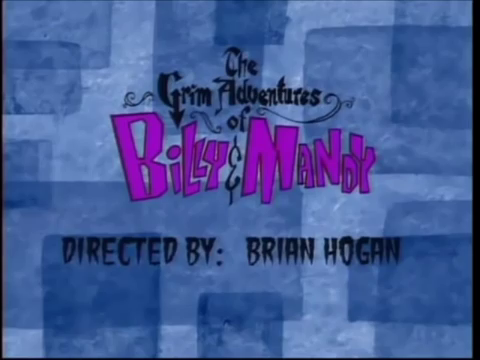 The
Grim Adventures
of
BILLY & MANDY
DIRECTED BY: BRIAN HOGAN